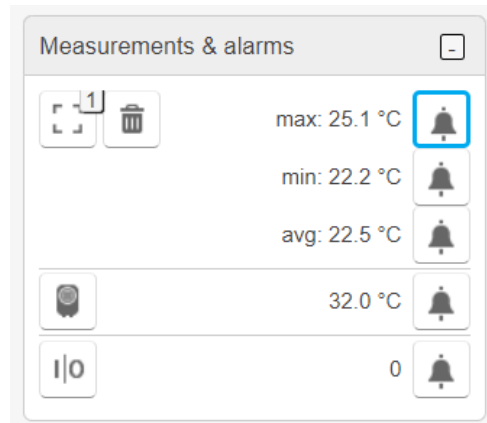 Measurements & alarms -
1 max: 25.1 °C
min: 22.2 °C
avg: 22.5 °C
32.0 °C
I|O 0